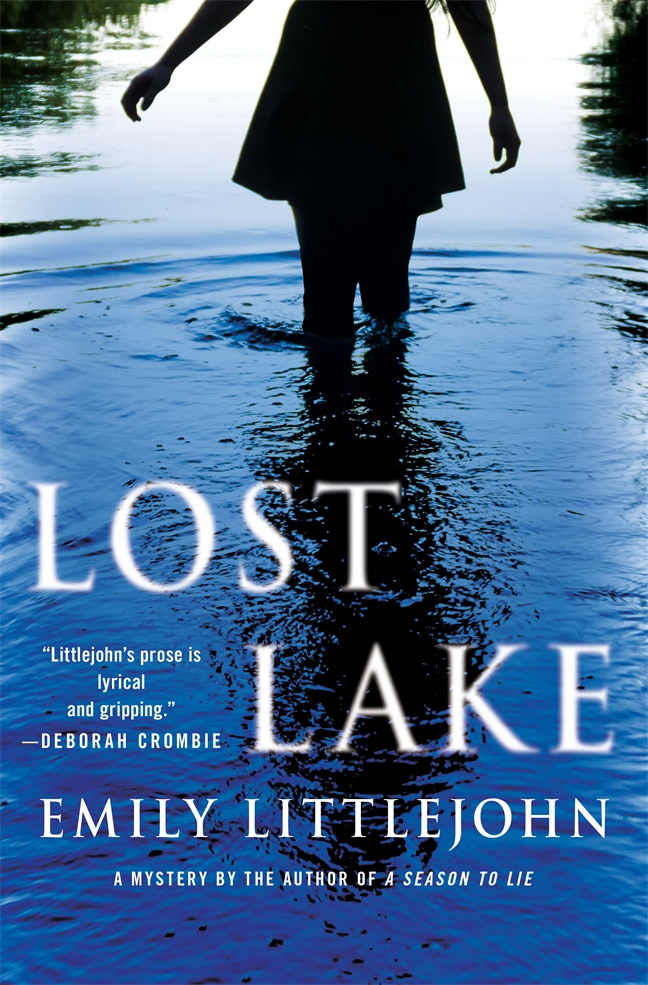 LOST
LAKE
“Littlejohn’s prose is
lyrical
and gripping.”
—DEBORAH CROMBIE
EMILY LITTLEJOHN
A MYSTERY BY THE AUTHOR OF A SEASON TO LIE